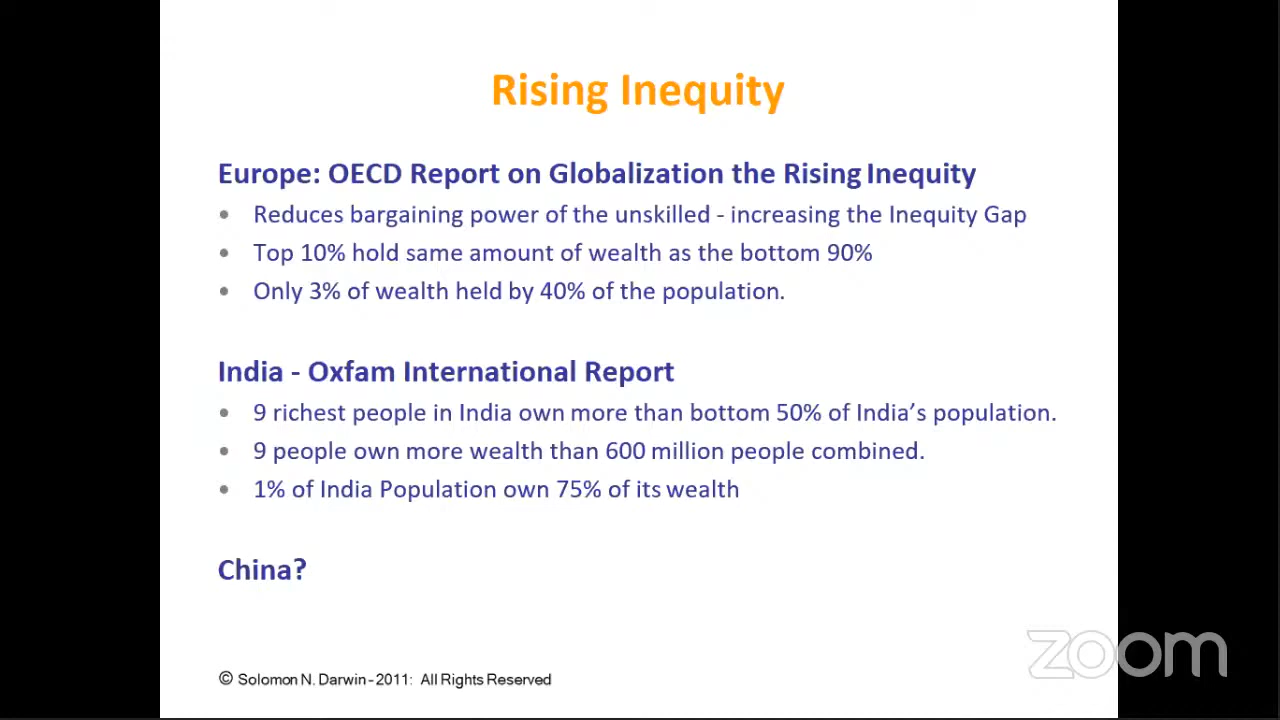 Rising Inequity
Europe: OECD Report on Globalization the Rising Inequity
• Reduces bargaining power of the unskilled - increasing the Inequity Gap
• Top 10% hold same amount of wealth as the bottom 90%
• Only 3% of wealth held by 40% of the population.
India - Oxfam International Report
• 9 richest people in India own more than bottom 50% of India’s population.
• 9 people own more wealth than 600 million people combined.
• 1% of India Population own 75% of its wealth
China?
© Solomon N. Darwin - 2011: All Rights Reserved
zoom